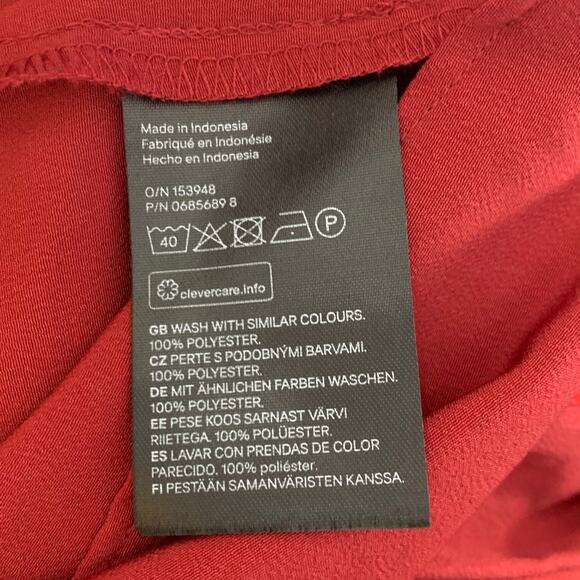 Made in Indonesia
Fabriqué en Indonésie
Hecho en Indonesia
O/N 153948
P/N 0685689 8
40 P
clevercare.info
GB WASH WITH SIMILAR COLOURS.
100% POLYESTER.
CZ PERTE S PODOBNÝMI BARVAMI.
100% POLYESTER.
DE MIT ÄHNLICHEN FARBEN WASCHEN.
100% POLYESTER.
EE PESE KOOS SARNAST VÄRVI
RIIETEGA. 100% POLÜESTER.
ES LAVAR CON PRENDAS DE COLOR
PARECIDO. 100% poliéster.
FI PESTÄÄN SAMANVÄRISTEN KANSSA.